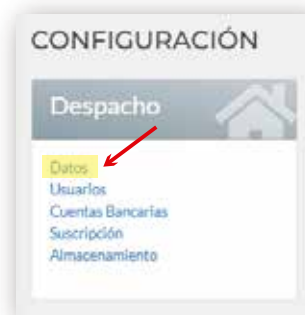 CONFIGURACIÓN
Despacho
Datos
Usuarios
Cuentas Bancarias
Suscripción
Almacenamiento